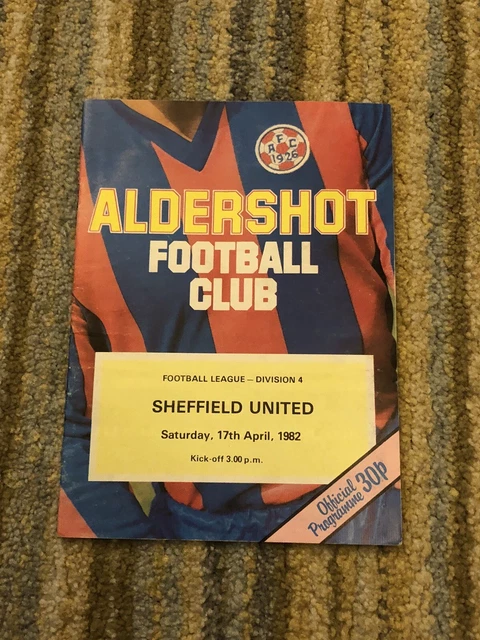 A F C
1926
ALDERSHOT
FOOTBALL
CLUB
FOOTBALL LEAGUE — DIVISION 4
SHEFFIELD UNITED
Saturday, 17th April, 1982
Kick-off 3.00 p.m.
Official
Programme 30p